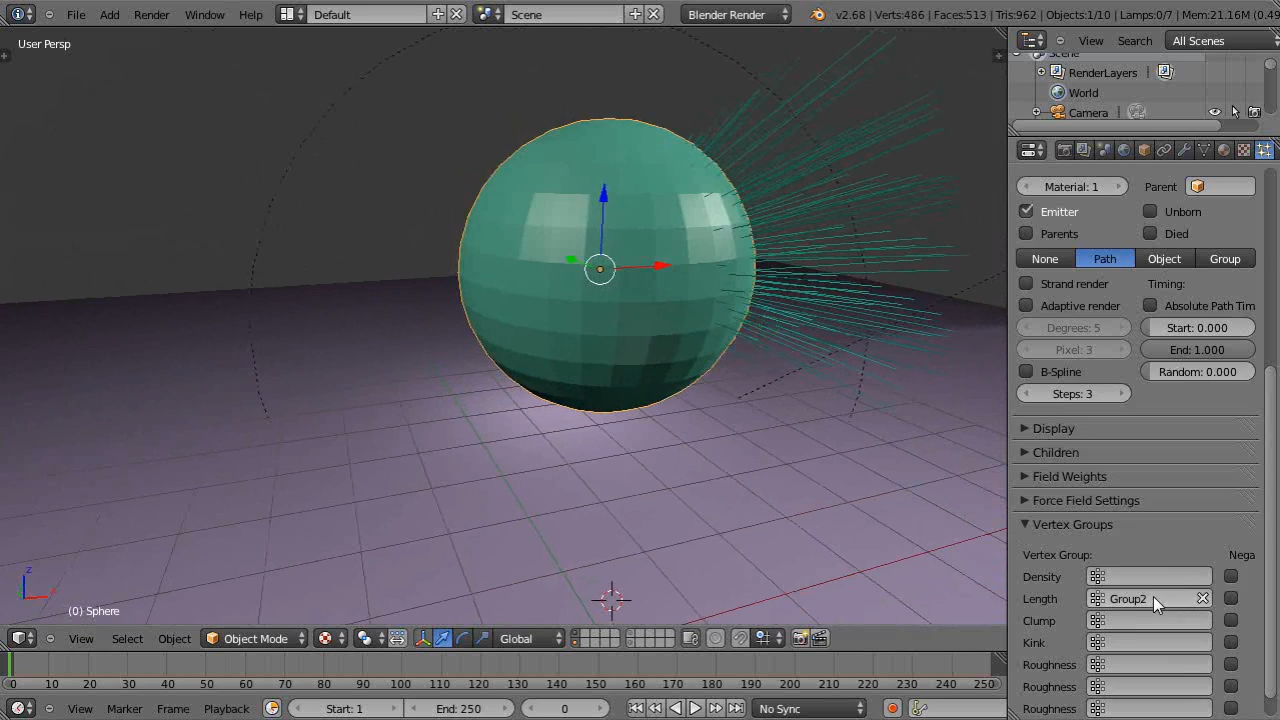 File Add Render Window Help Default Scene Blender Render v2.68 | Verts:486 | Faces:513 | Tris:962 | Objects:1/10 | Lamps:0/7 | Mem:21.16M (0.49
User Persp
View Search All Scenes
Scene
RenderLayers |
World
Camera
Material: 1 Parent
Emitter Unborn
Parents Died
None Path Object Group
Strand render Timing:
Adaptive render Absolute Path Tim
Degrees: 5 Start: 0.000
Pixel: 3 End: 1.000
B-Spline Random: 0.000
Steps: 3
Display
Children
Field Weights
Force Field Settings
Vertex Groups
Vertex Group: Nega
Density
Length Group2
Clump
Kink
Roughness
Roughness
Roughness
z
x
(0) Sphere
View Select Object Object Mode Global
0 10 20 30 40 50 60 70 80 90 100 110 120 130 140 150 160 170 180 190 200 210 220 230 240 250
View Marker Frame Playback Start: 1 End: 250 0 No Sync